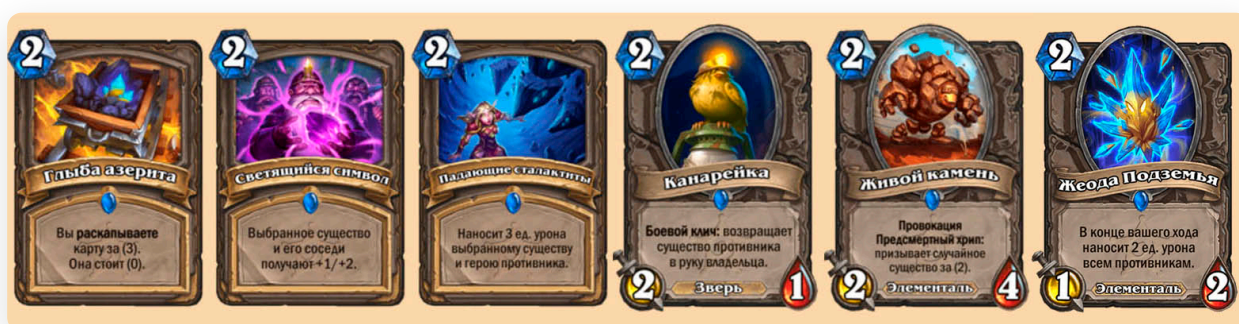 2
Глыба азерита
Вы раскапываете
карту за (3).
Она стоит (0).
2
Светящийся символ
Выбранное существо
и его соседи
получают +1/+2.
2
Падающие сталактиты
Наносит 3 ед. урона
выбранному существу
и герою противника.
2
Канарейка
Боевой клич: возвращает
существо противника
в руку владельца.
2
Зверь
1
2
Живой камень
Провокация
Предсмертный хрип:
призывает случайное
существо за (2).
2
Элементаль
4
2
Жеода Подземья
В конце вашего хода
наносит 2 ед. урона
всем противникам.
1
Элементаль
2